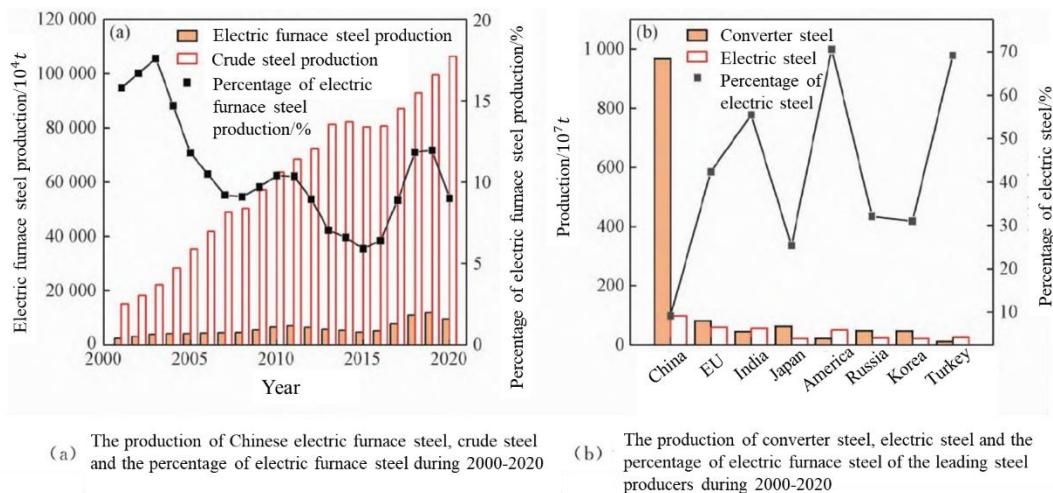 (a)
Electric furnace steel production
Crude steel production
Percentage of electric
furnace steel
production/%
Electric furnace steel production/10⁴t
120 000
100 000
80 000
60 000
40 000
20 000
0
20
15
10
5
0
Percentage of electric furnace steel production/%
2000
2005
2010
2015
2020
Year
(b)
Converter steel
Electric steel
Percentage of
electric steel
Production/10⁷t
1 000
800
600
400
200
0
70
60
50
40
30
20
10
Percentage of electric steel/%
China
EU
India
Japan
America
Russia
Korea
Turkey
(a) The production of Chinese electric furnace steel, crude steel
and the percentage of electric furnace steel during 2000-2020
(b) The production of converter steel, electric steel and the
percentage of electric furnace steel of the leading steel
producers during 2000-2020